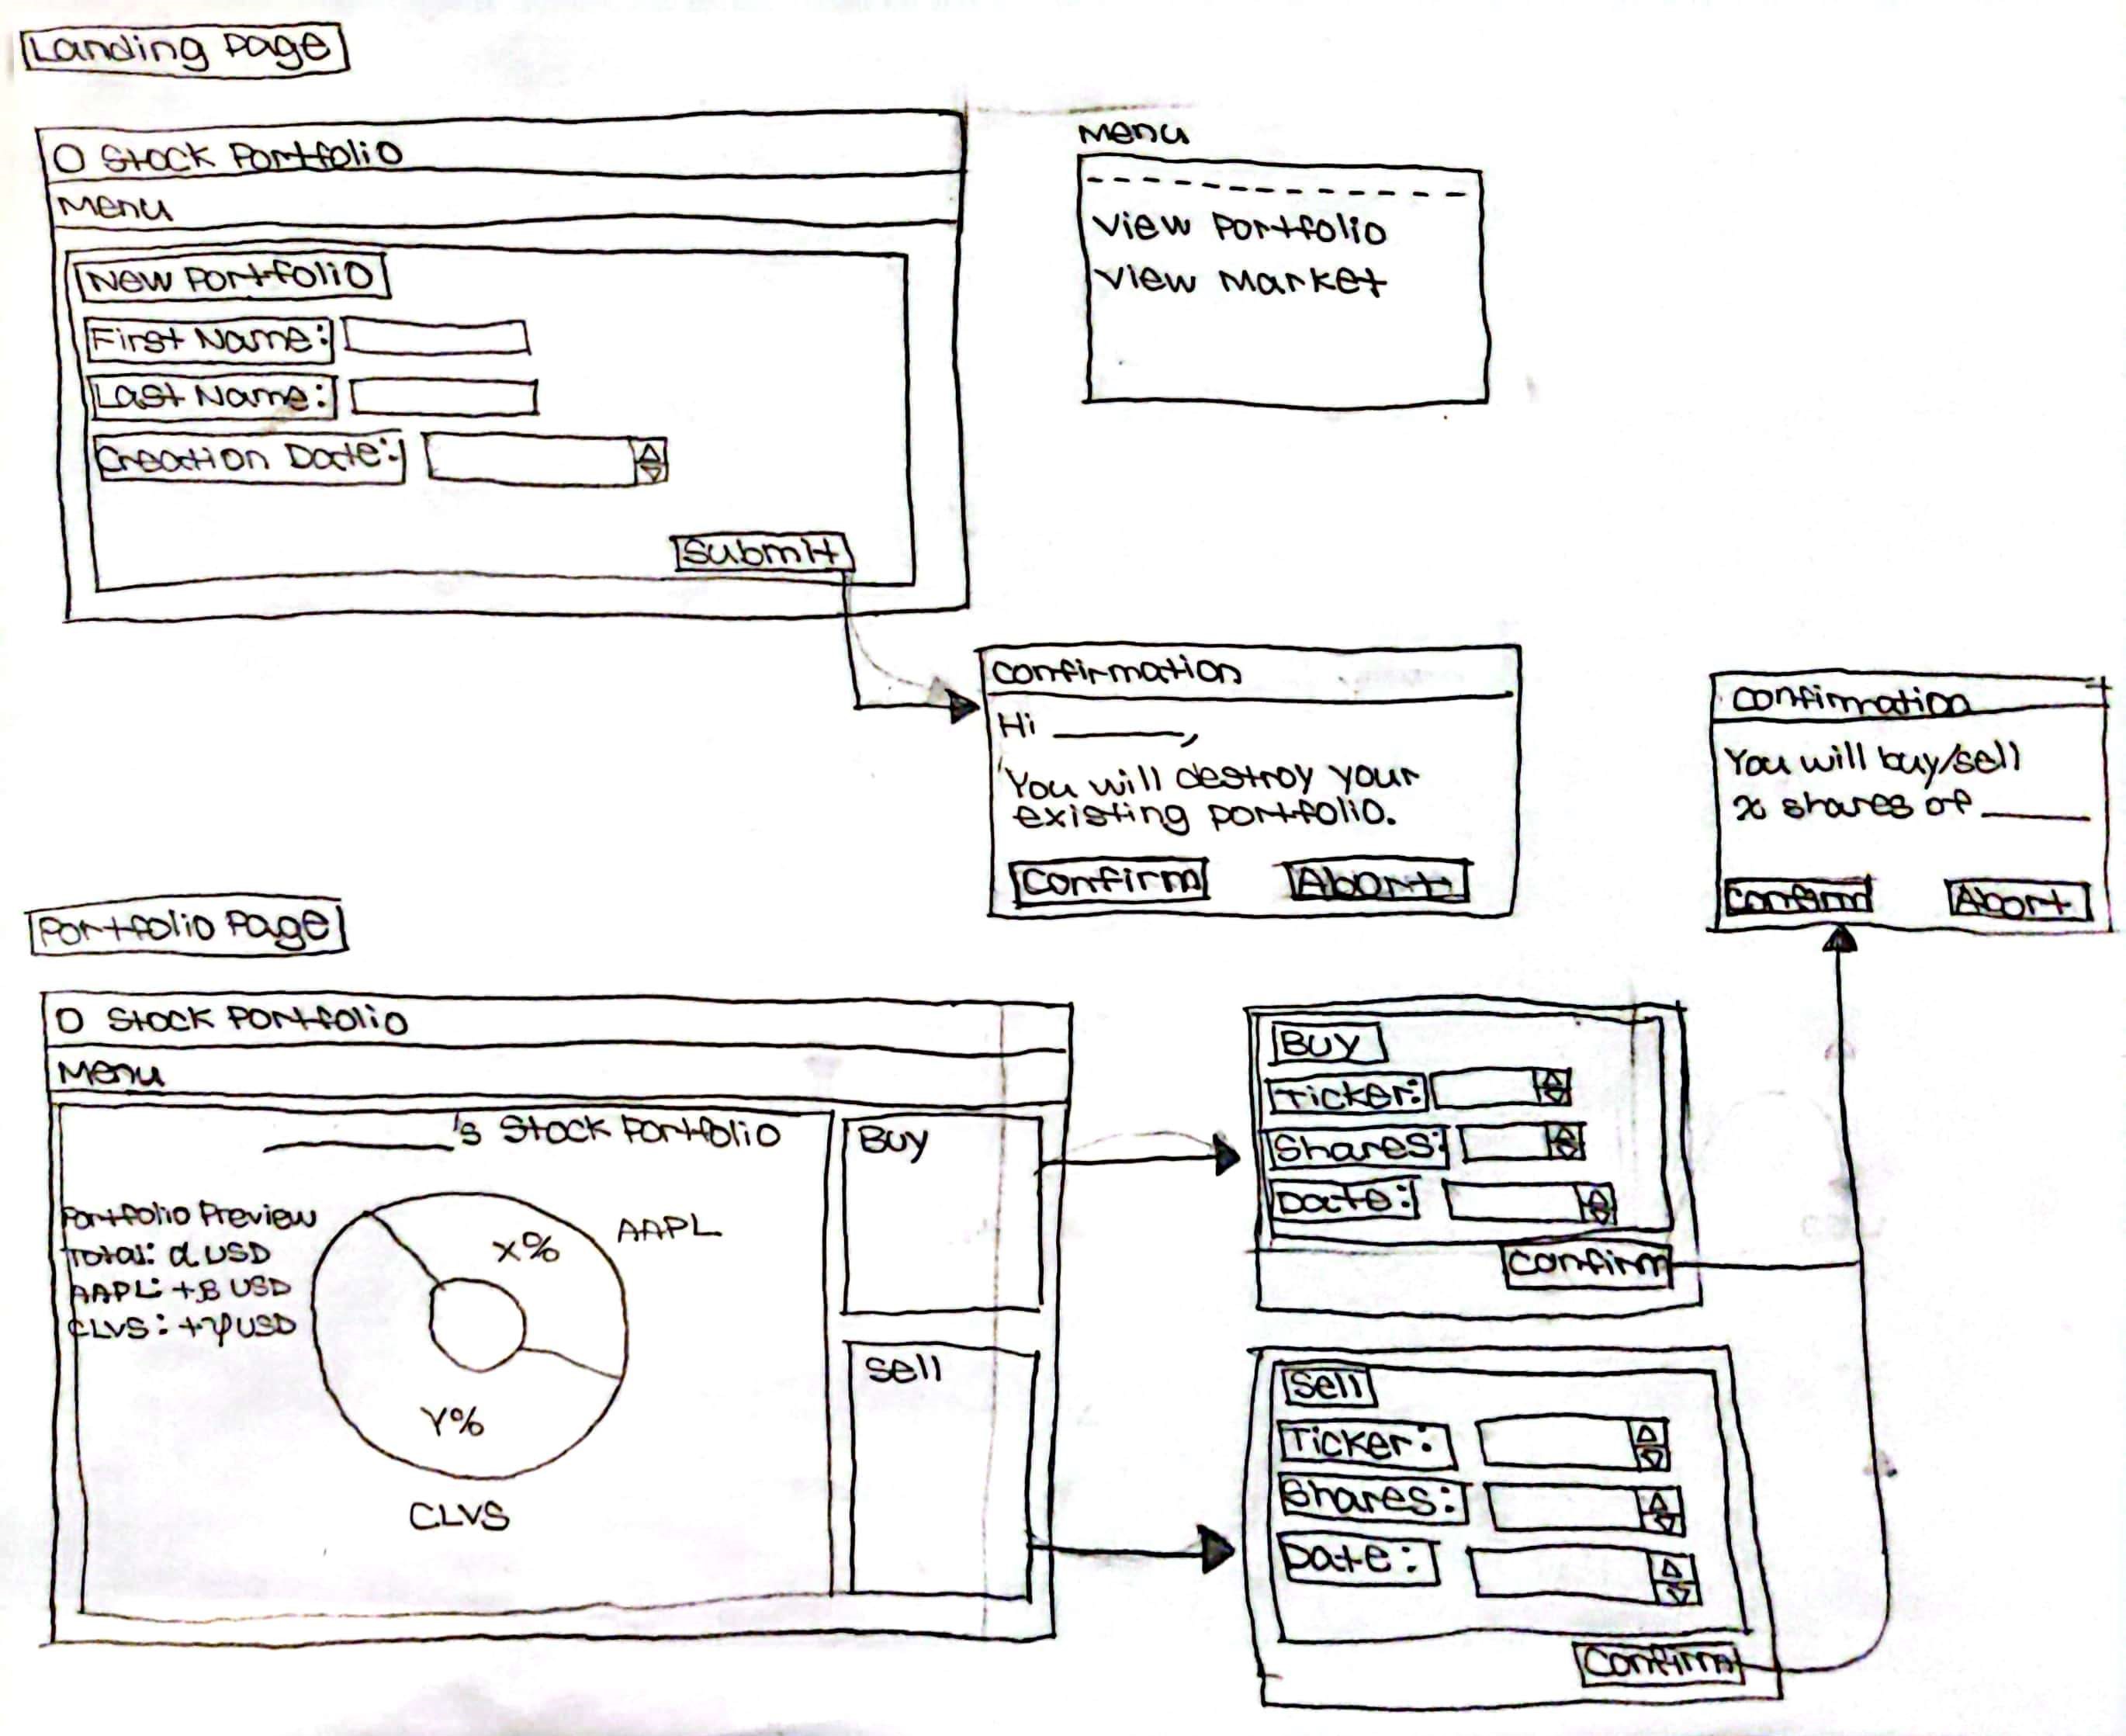 Landing Page
O Stock Portfolio
Menu
New Portfolio
First Name:
Last Name:
Creation Date:
Submit
Menu
View Portfolio
View Market
Confirmation
Hi ________,
You will destroy your
existing portfolio.
Confirm
Abort
Confirmation
You will buy/sell
x shares of ______
Confirm
Abort
Portfolio Page
O Stock Portfolio
Menu
________'s Stock Portfolio
Portfolio Preview
Total: α USD
AAPL: +β USD
CLVS: +γ USD
X%
AAPL
Y%
CLVS
Buy
Sell
Buy
Ticker:
Shares:
Date:
Confirm
Sell
Ticker:
Shares:
Date:
Confirm